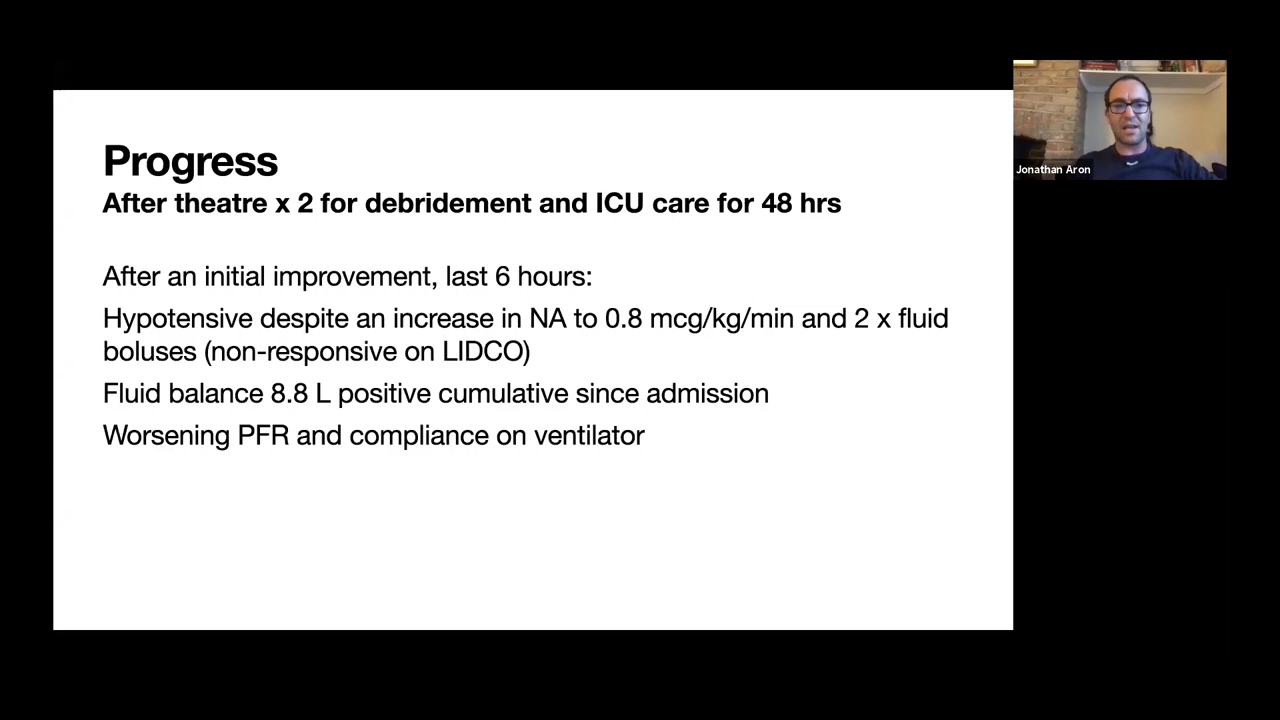 Progress
After theatre x 2 for debridement and ICU care for 48 hrs
After an initial improvement, last 6 hours:
Hypotensive despite an increase in NA to 0.8 mcg/kg/min and 2 x fluid
boluses (non-responsive on LIDCO)
Fluid balance 8.8 L positive cumulative since admission
Worsening PFR and compliance on ventilator
Jonathan Aron